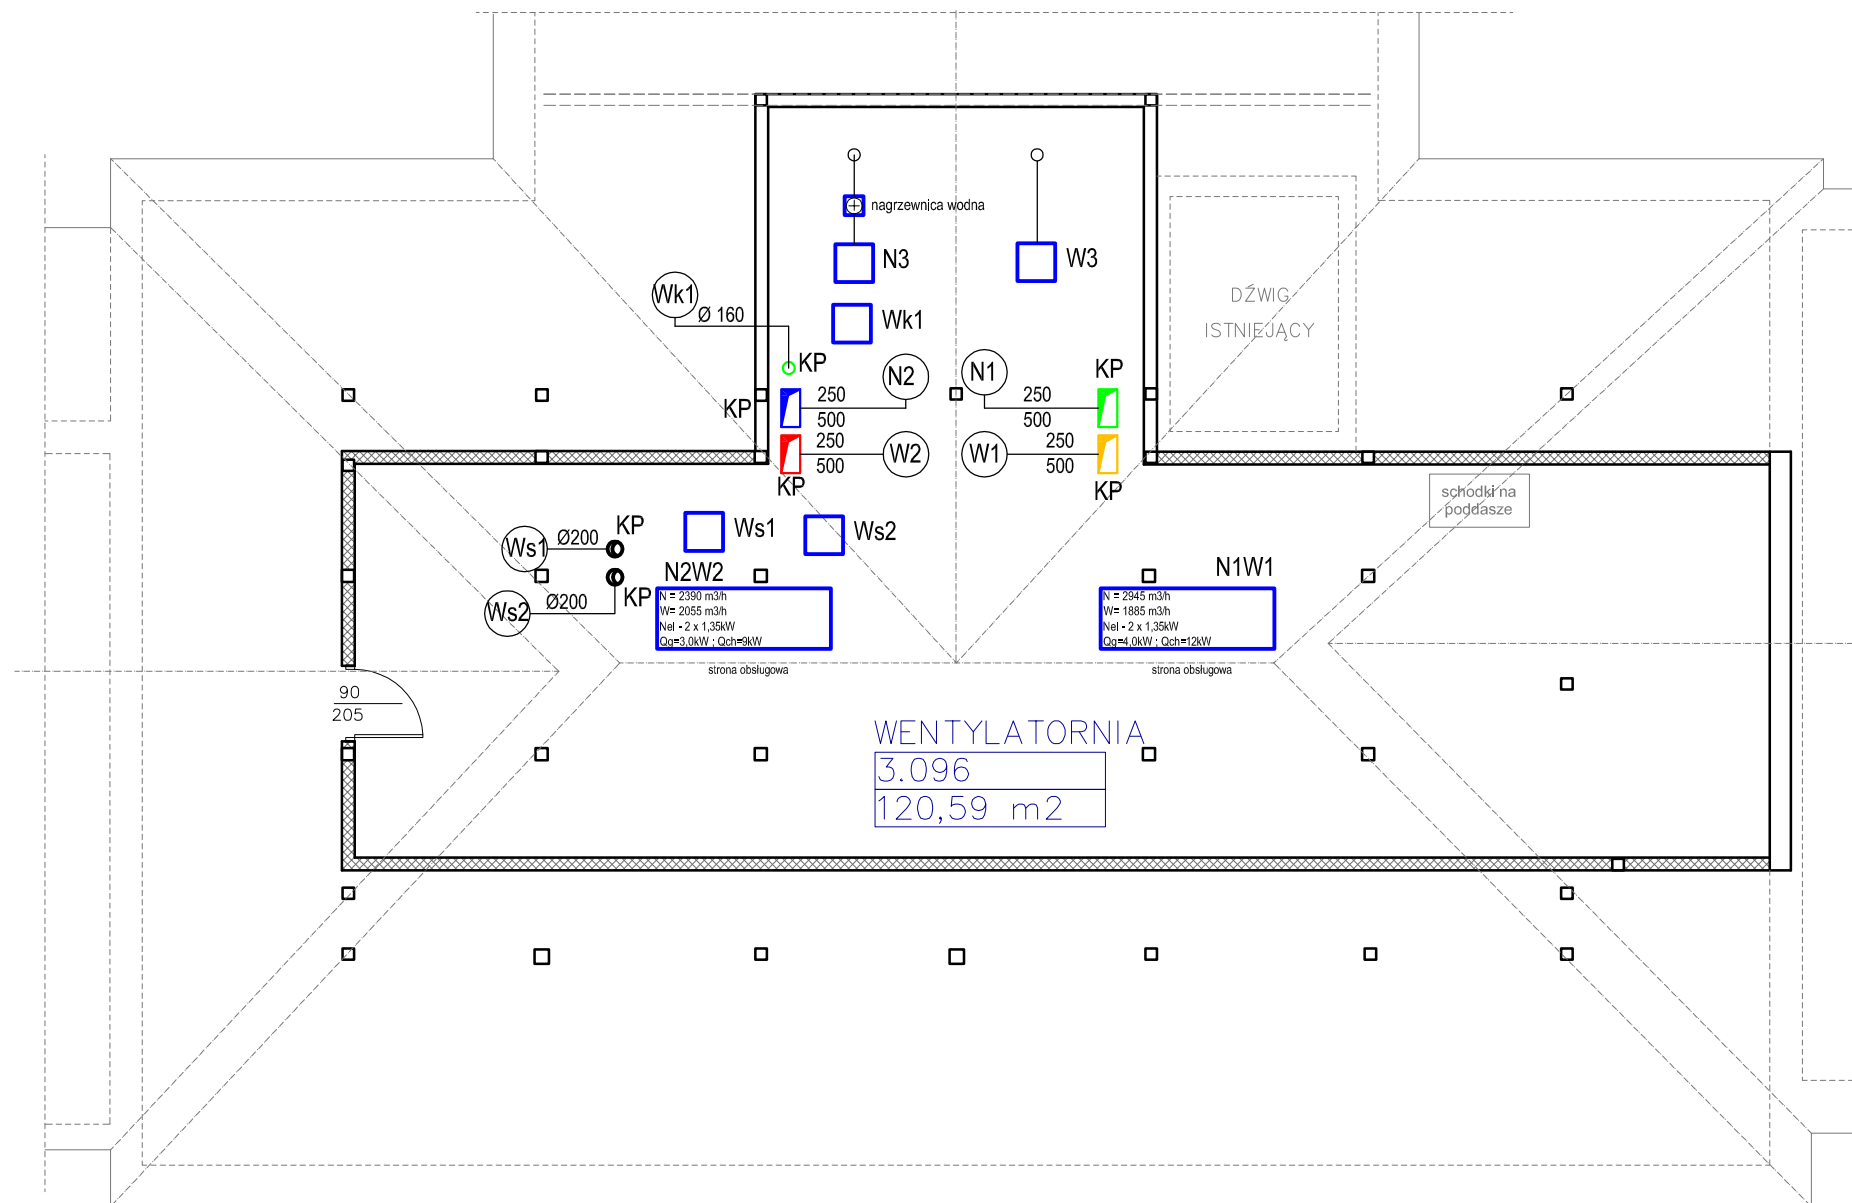 nagrzewnica wodna
N3
W3
Wk1
Ø 160
Wk1
DŹWIG
ISTNIEJĄCY
KP
N2
N1
KP
KP
250
500
250
500
250
500
W2
W1
250
500
KP
KP
schodki na
poddasze
Ws1
Ø200
KP
Ws1
Ws2
Ws2
Ø200
KP
N2W2
N = 2390 m3/h
W= 2055 m3/h
Nel - 2 x 1,35kW
Qg=3,0kW ; Qch=9kW
strona obsługowa
N1W1
N = 2945 m3/h
W= 1885 m3/h
Nel - 2 x 1,35kW
Qg=4,0kW ; Qch=12kW
strona obsługowa
90
205
WENTYLATORNIA
3.096
120,59 m2